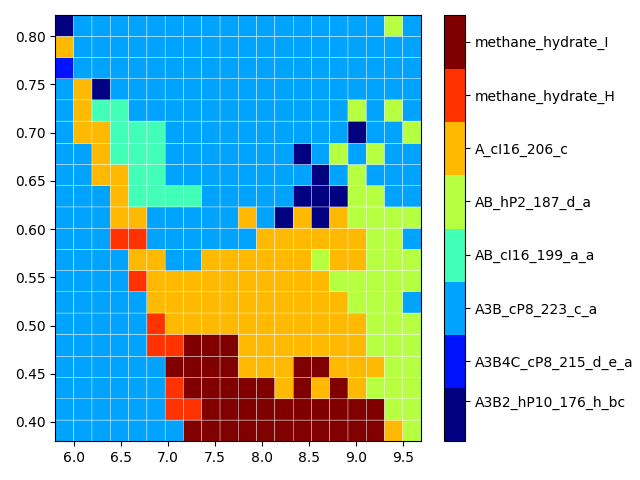 0.80
0.75
0.70
0.65
0.60
0.55
0.50
0.45
0.40
6.0 6.5 7.0 7.5 8.0 8.5 9.0 9.5
methane_hydrate_I
methane_hydrate_H
A_cI16_206_c
AB_hP2_187_d_a
AB_cI16_199_a_a
A3B_cP8_223_c_a
A3B4C_cP8_215_d_e_a
A3B2_hP10_176_h_bc